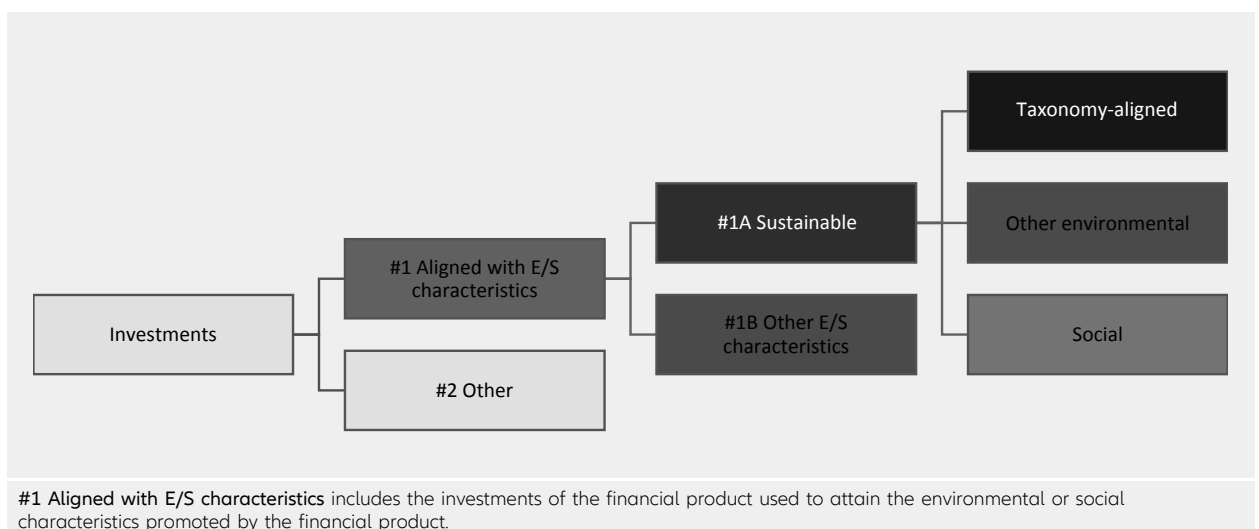 Taxonomy-aligned
#1A Sustainable
Other environmental
#1 Aligned with E/S
characteristics
Investments
#1B Other E/S
characteristics
Social
#2 Other
#1 Aligned with E/S characteristics includes the investments of the financial product used to attain the environmental or social
characteristics promoted by the financial product.